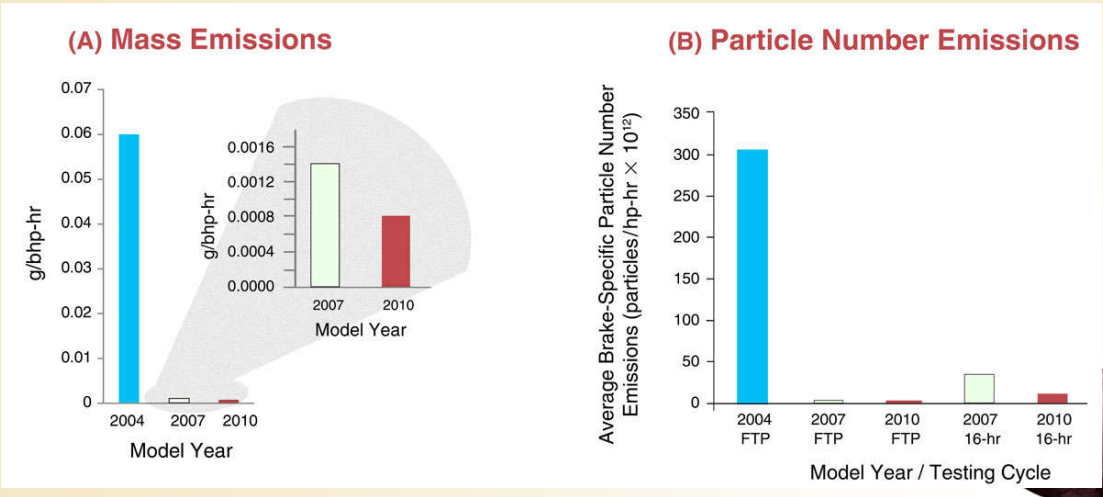 (A) Mass Emissions
g/bhp-hr
0.07
0.06
0.05
0.04
0.03
0.02
0.01
0
2004
2007
2010
Model Year
g/bhp-hr
0.0016
0.0012
0.0008
0.0004
0.0000
2007
2010
Model Year
(B) Particle Number Emissions
Average Brake-Specific Particle Number
Emissions (particles/hp-hr × 10¹²)
350
300
250
200
150
100
50
0
2004
FTP
2007
FTP
2010
FTP
2007
16-hr
2010
16-hr
Model Year / Testing Cycle